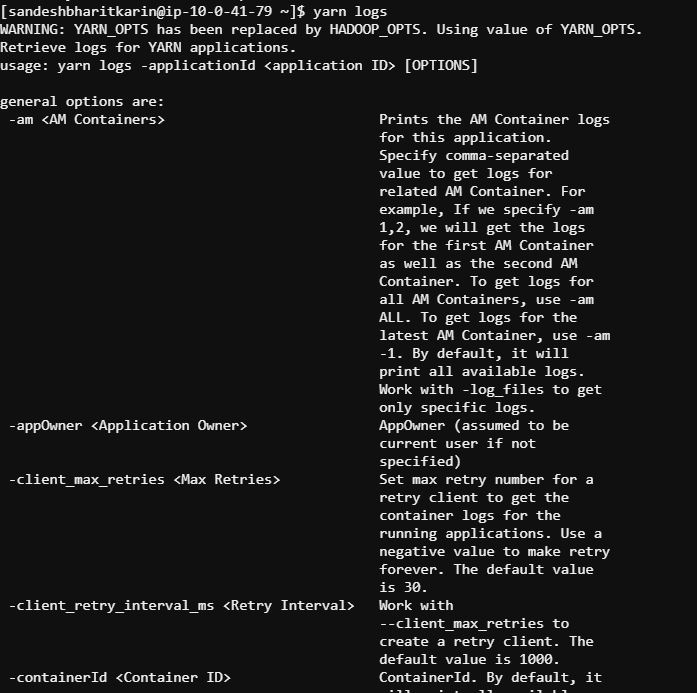 [sandeshbharitkarin@ip-10-0-41-79 ~]$ yarn logs
WARNING: YARN_OPTS has been replaced by HADOOP_OPTS. Using value of YARN_OPTS.
Retrieve logs for YARN applications.
usage: yarn logs -applicationId <application ID> [OPTIONS]

general options are:
 -am <AM Containers>                      Prints the AM Container logs
                                          for this application.
                                          Specify comma-separated
                                          value to get logs for
                                          related AM Container. For
                                          example, If we specify -am
                                          1,2, we will get the logs
                                          for the first AM Container
                                          as well as the second AM
                                          Container. To get logs for
                                          all AM Containers, use -am
                                          ALL. To get logs for the
                                          latest AM Container, use -am
                                          -1. By default, it will
                                          print all available logs.
                                          Work with -log_files to get
                                          only specific logs.
 -appOwner <Application Owner>            AppOwner (assumed to be
                                          current user if not
                                          specified)
 -client_max_retries <Max Retries>        Set max retry number for a
                                          retry client to get the
                                          container logs for the
                                          running applications. Use a
                                          negative value to make retry
                                          forever. The default value
                                          is 30.
 -client_retry_interval_ms <Retry Interval>   Work with
                                          --client_max_retries to
                                          create a retry client. The
                                          default value is 1000.
 -containerId <Container ID>              ContainerId. By default, it